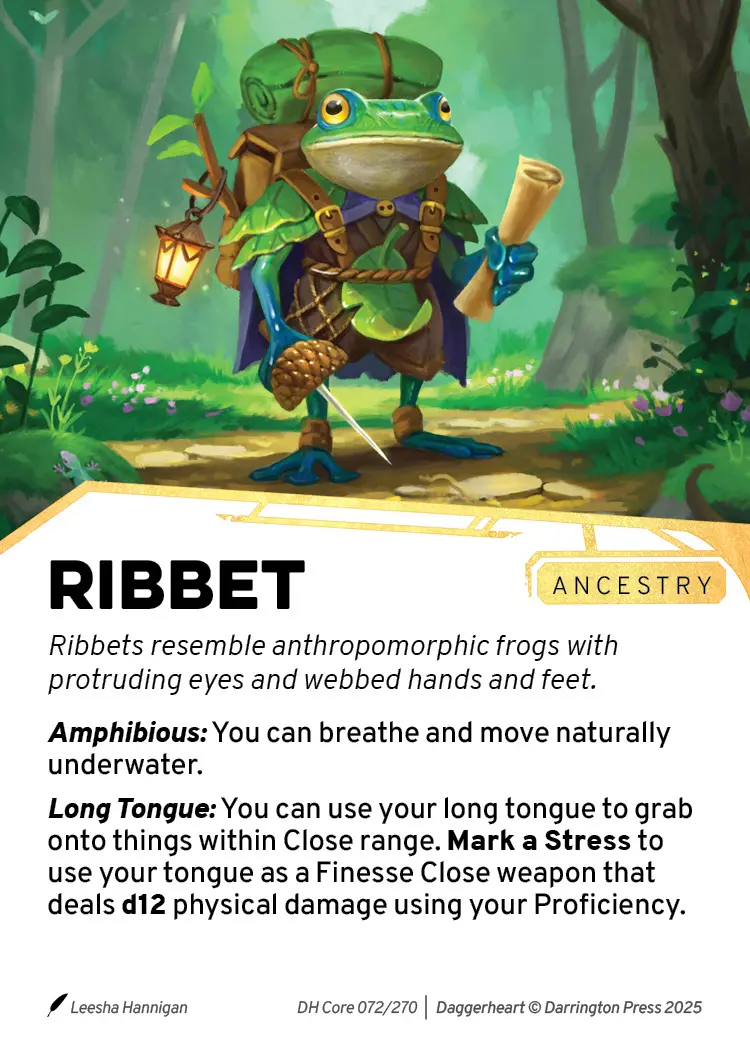 RIBBET
ANCESTRY
Ribbets resemble anthropomorphic frogs with
protruding eyes and webbed hands and feet.
Amphibious: You can breathe and move naturally
underwater.
Long Tongue: You can use your long tongue to grab
onto things within Close range. Mark a Stress to
use your tongue as a Finesse Close weapon that
deals d12 physical damage using your Proficiency.
Leesha Hannigan
DH Core 072/270 | Daggerheart © Darrington Press 2025